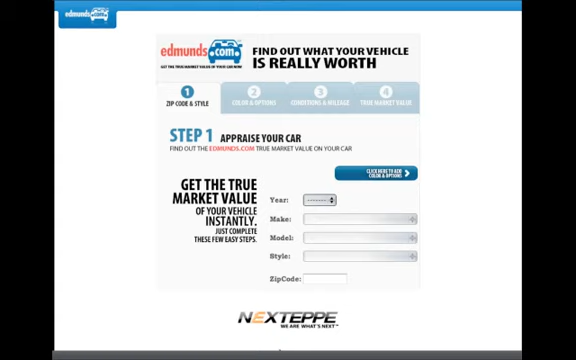 edmunds.com
edmunds.com
GET THE TRUE MARKET VALUE OF YOUR CAR NOW
FIND OUT WHAT YOUR VEHICLE
IS REALLY WORTH
1
ZIP CODE & STYLE
2
COLOR & OPTIONS
3
CONDITIONS & MILEAGE
4
TRUE MARKET VALUE
STEP 1 APPRAISE YOUR CAR
FIND OUT THE EDMUNDS.COM TRUE MARKET VALUE ON YOUR CAR
CLICK HERE TO ADD
COLOR & OPTIONS
GET THE TRUE
MARKET VALUE
OF YOUR VEHICLE
INSTANTLY.
JUST COMPLETE
THESE FEW EASY STEPS.
Year: -------
Make:
Model:
Style:
ZipCode:
NEXTEPPE
WE ARE WHAT'S NEXT™